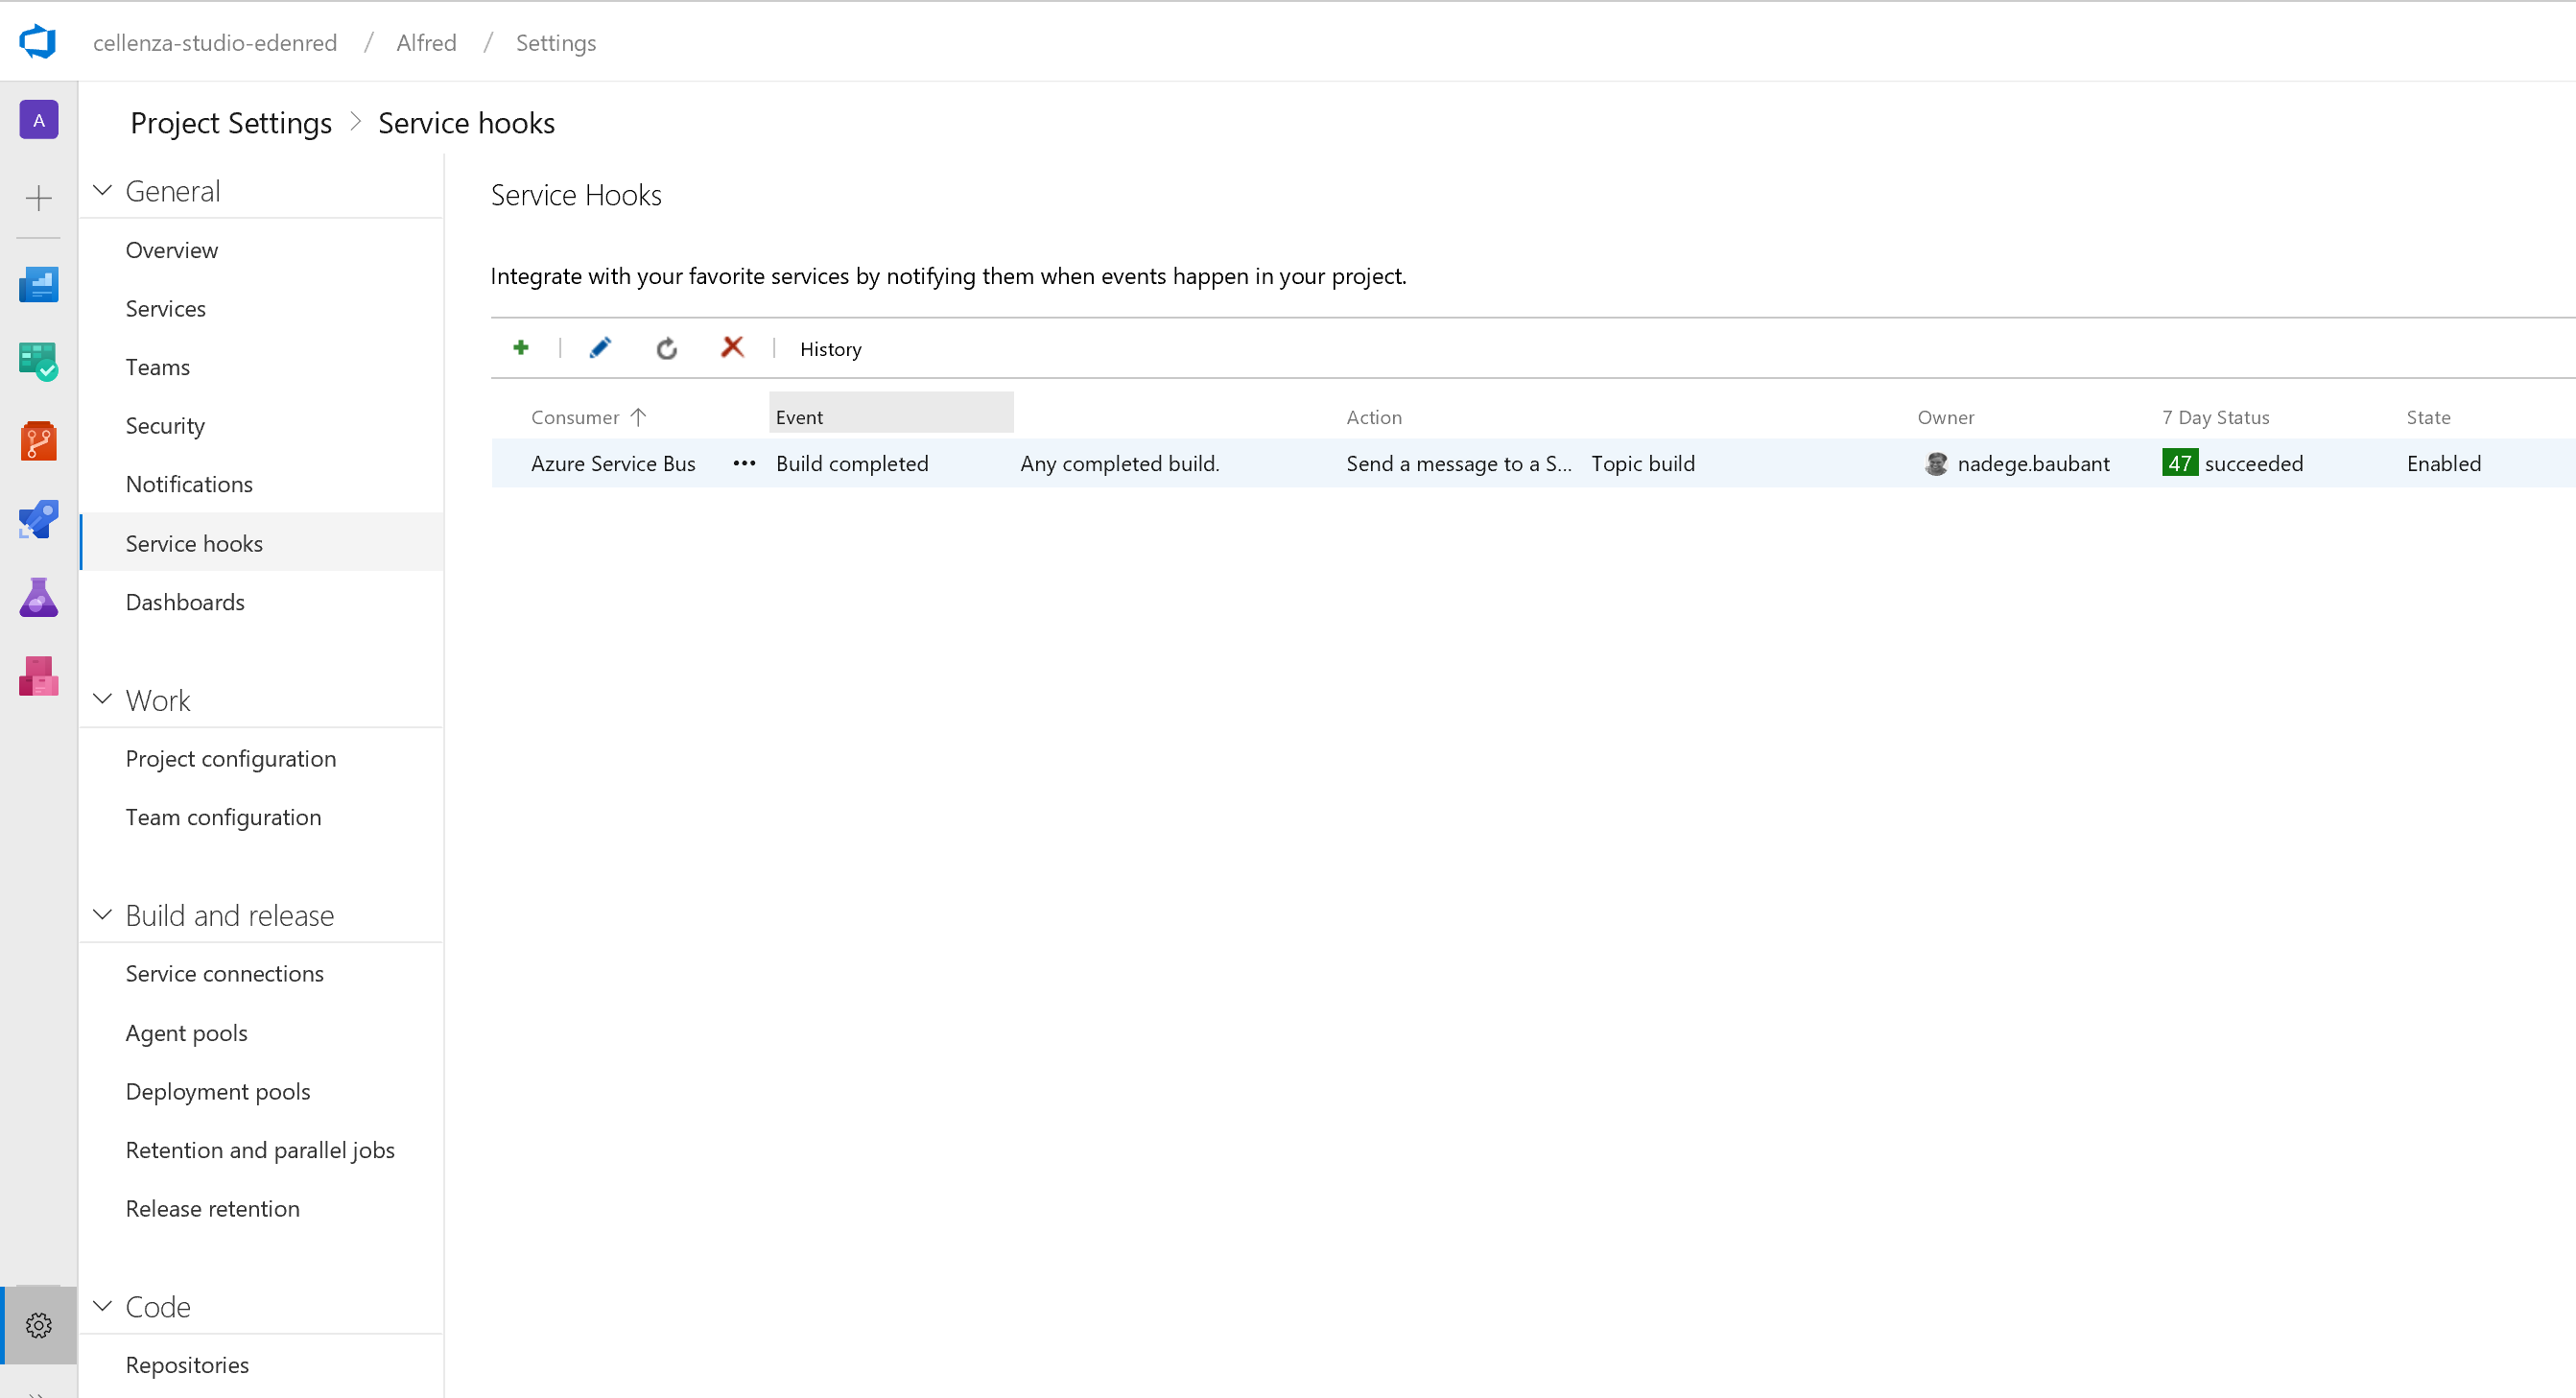 cellenza-studio-edenred / Alfred / Settings
A
Project Settings > Service hooks
General
Overview
Services
Teams
Security
Notifications
Service hooks
Dashboards
Work
Project configuration
Team configuration
Build and release
Service connections
Agent pools
Deployment pools
Retention and parallel jobs
Release retention
Code
Repositories
Service Hooks
Integrate with your favorite services by notifying them when events happen in your project.
History
Consumer Event Action Owner 7 Day Status State
Azure Service Bus ••• Build completed Any completed build. Send a message to a S... Topic build nadege.baubant 47 succeeded Enabled